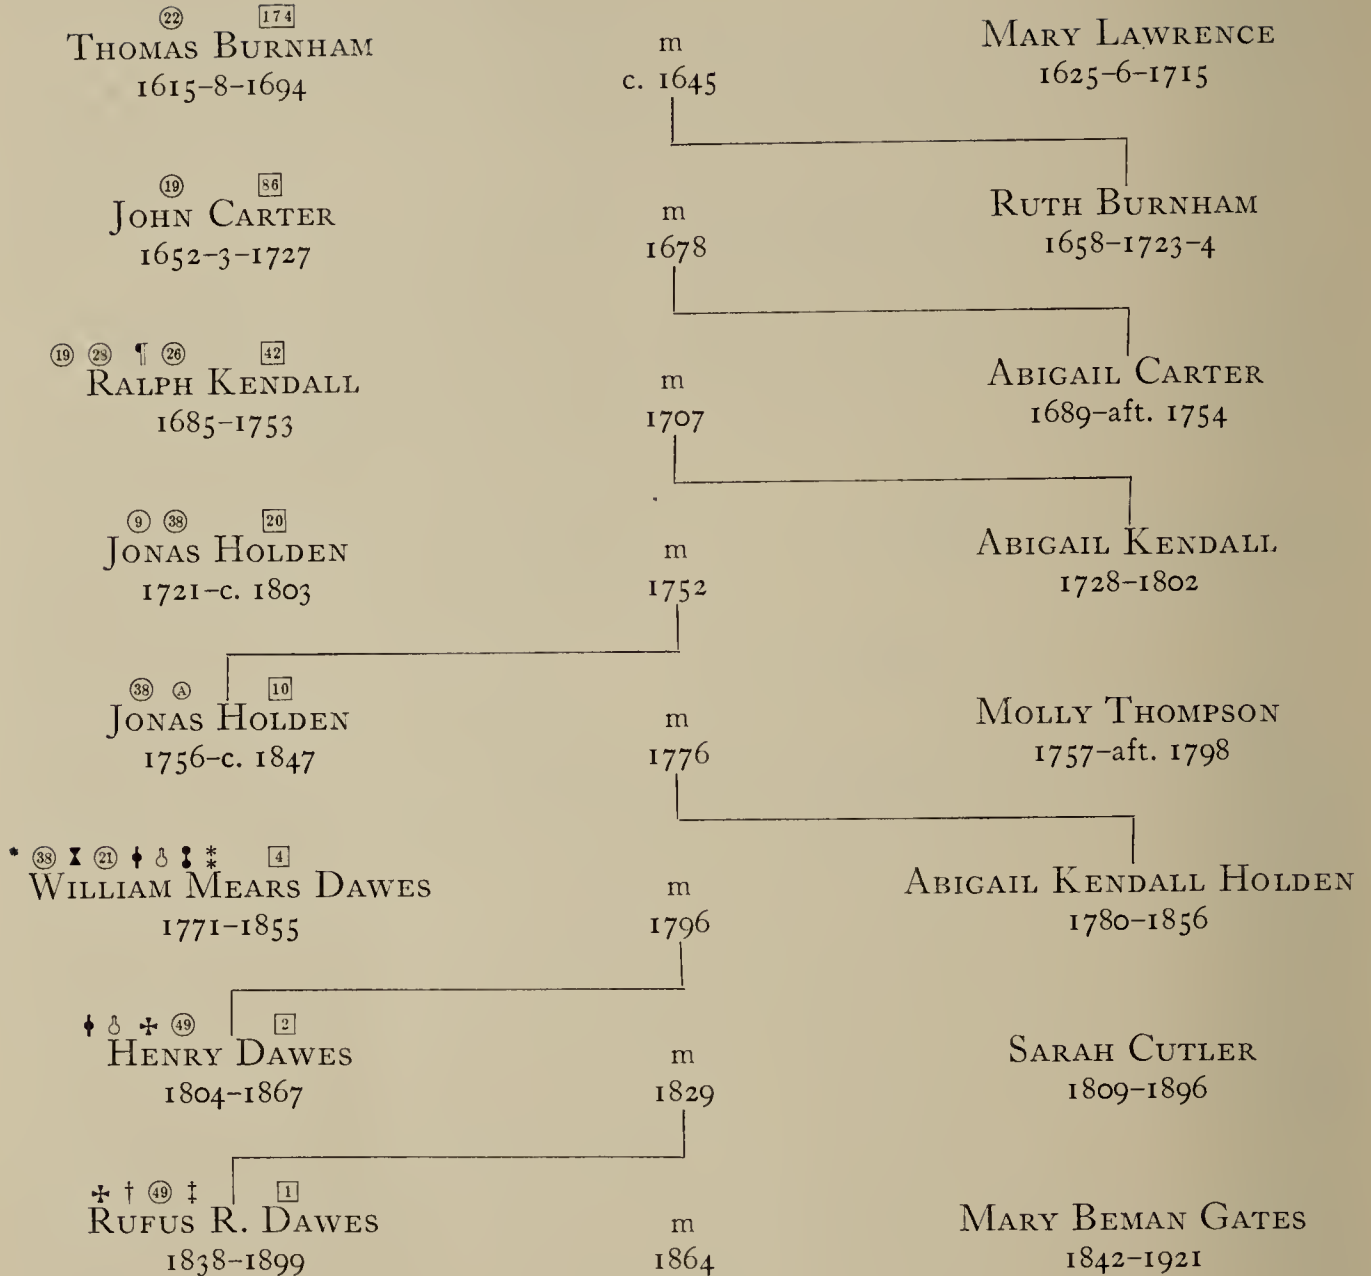 22 174
THOMAS BURNHAM m MARY LAWRENCE
1615-8-1694 c. 1645 1625-6-1715
19 86
JOHN CARTER m RUTH BURNHAM
1652-3-1727 1678 1658-1723-4
19 28 ¶ 26 42
RALPH KENDALL m ABIGAIL CARTER
1685-1753 1707 1689-aft. 1754
9 38 20
JONAS HOLDEN m ABIGAIL KENDALL
1721-c. 1803 1752 1728-1802
38 A 10
JONAS HOLDEN m MOLLY THOMPSON
1756-c. 1847 1776 1757-aft. 1798
* 38 21 4
WILLIAM MEARS DAWES m ABIGAIL KENDALL HOLDEN
1771-1855 1796 1780-1856
49 2
HENRY DAWES m SARAH CUTLER
1804-1867 1829 1809-1896
† 49 ‡ 1
RUFUS R. DAWES m MARY BEMAN GATES
1838-1899 1864 1842-1921